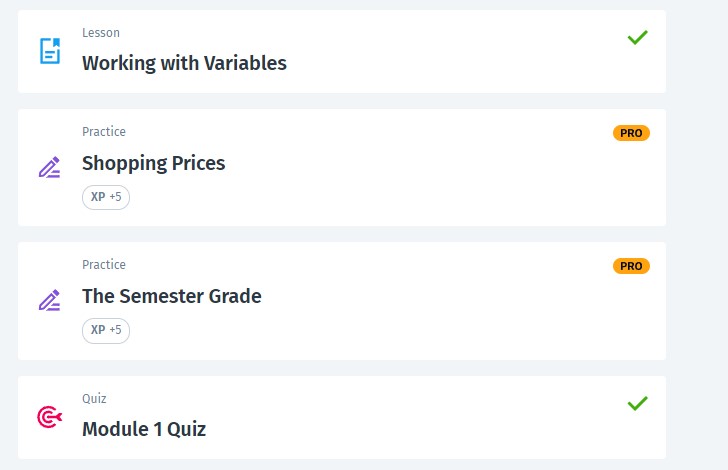 Lesson
Working with Variables
Practice
PRO
Shopping Prices
XP +5
Practice
PRO
The Semester Grade
XP +5
Quiz
Module 1 Quiz